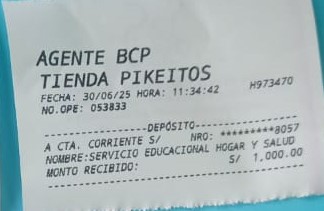 AGENTE BCP
TIENDA PIKEITOS
FECHA: 30/06/25 HORA: 11:34:42 H973470
NO.OPE: 053833
---------------DEPÓSITO---------------
A CTA. CORRIENTE S/ NRO: *********8057
NOMBRE:SERVICIO EDUCACIONAL HOGAR Y SALUD
MONTO RECIBIDO: S/ 1,000.00